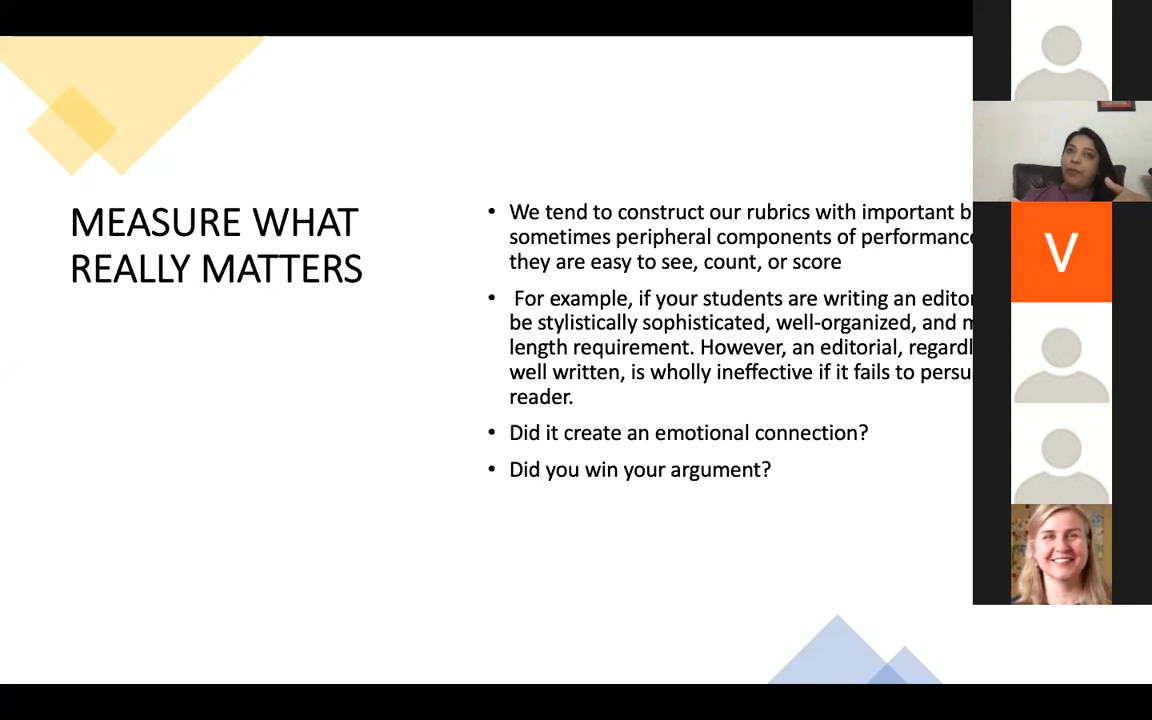 MEASURE WHAT
REALLY MATTERS
• We tend to construct our rubrics with important
sometimes peripheral components of performance
they are easy to see, count, or score
• For example, if your students are writing an
be stylistically sophisticated, well-organized, and
length requirement. However, an editorial,
well written, is wholly ineffective if it fails to
reader.
• Did it create an emotional connection?
• Did you win your argument?
V